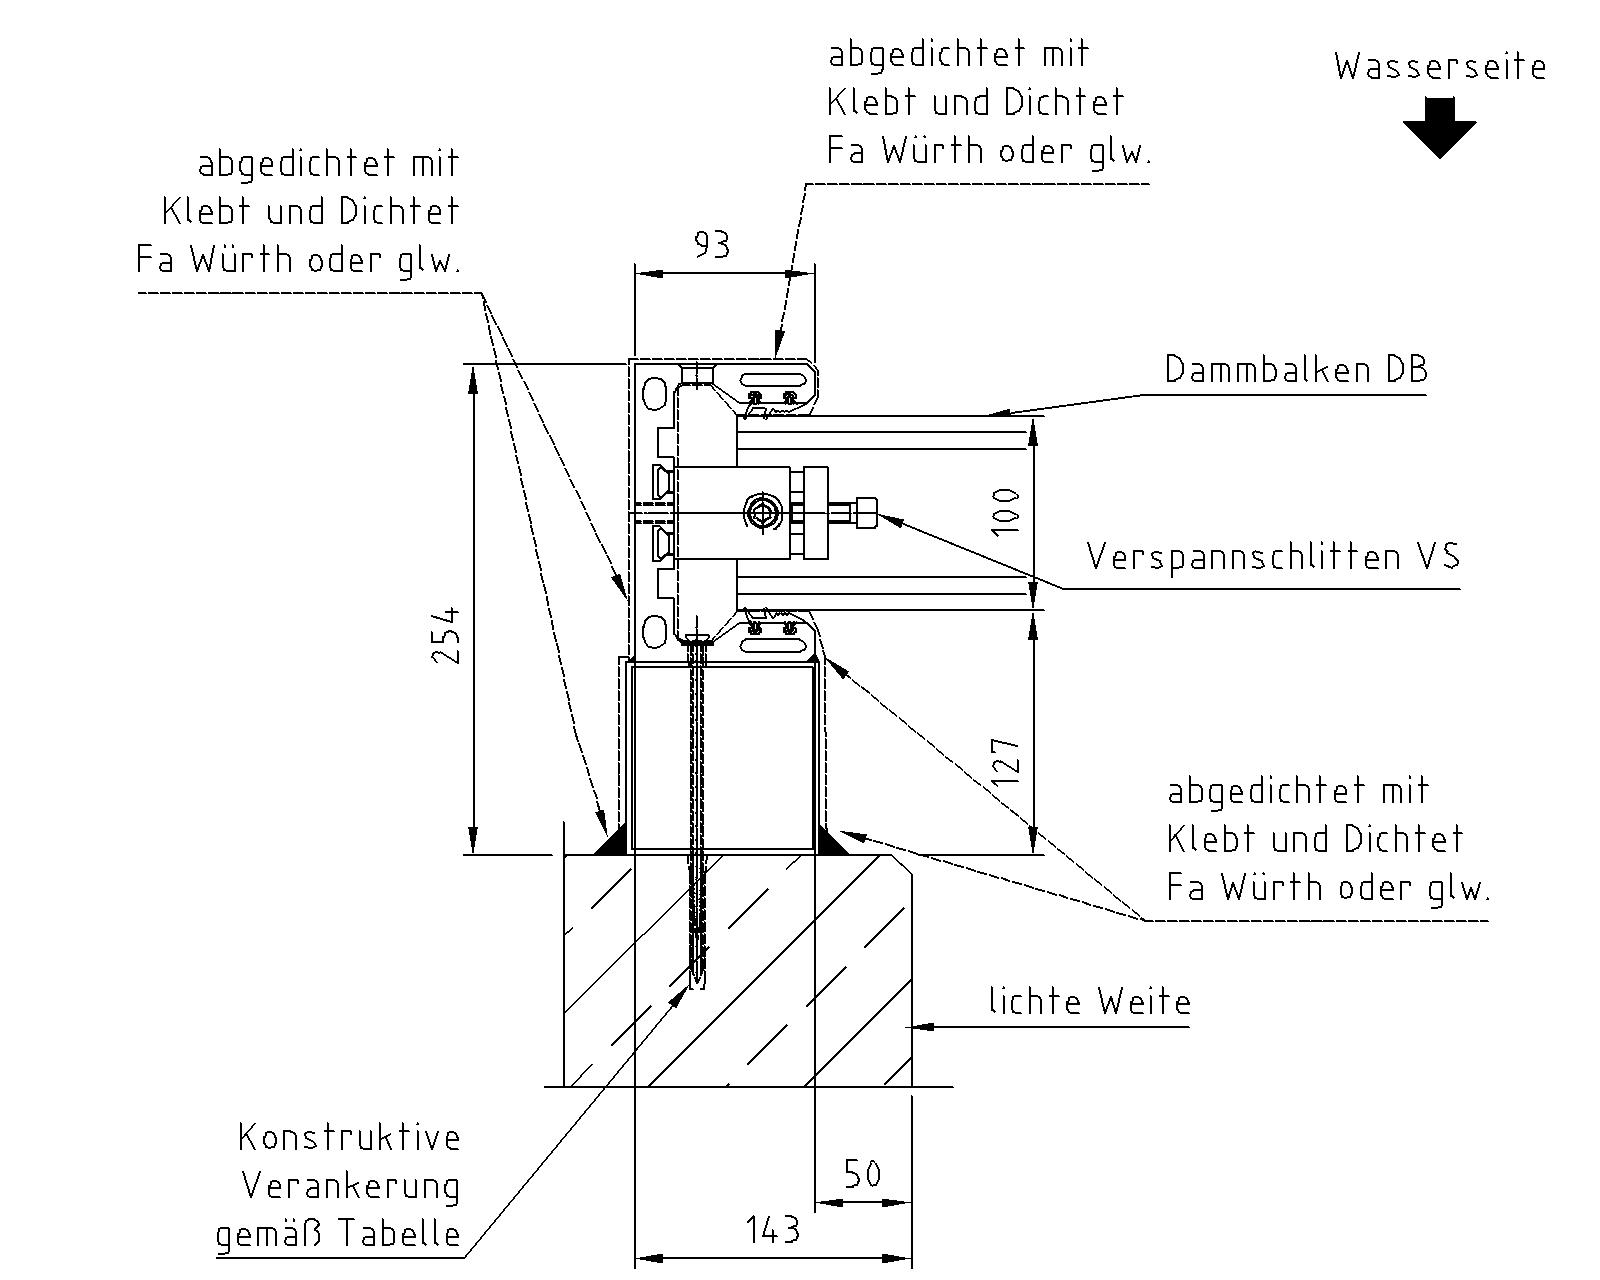 abgedichtet mit
Klebt und Dichtet
Fa Würth oder glw.
Wasserseite
abgedichtet mit
Klebt und Dichtet
Fa Würth oder glw.
93
Dammbalken DB
100
Verspannschlitten VS
254
127
abgedichtet mit
Klebt und Dichtet
Fa Würth oder glw.
lichte Weite
Konstruktive
Verankerung
gemäß Tabelle
50
143